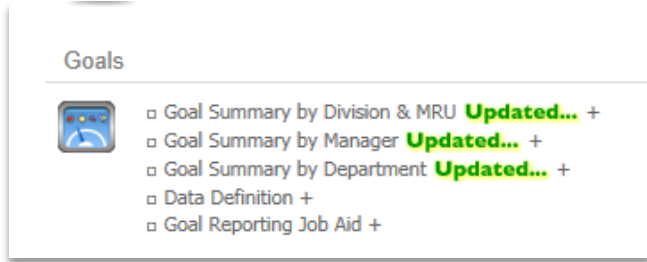 Goals
Goal Summary by Division & MRU Updated... +
Goal Summary by Manager Updated... +
Goal Summary by Department Updated... +
Data Definition +
Goal Reporting Job Aid +